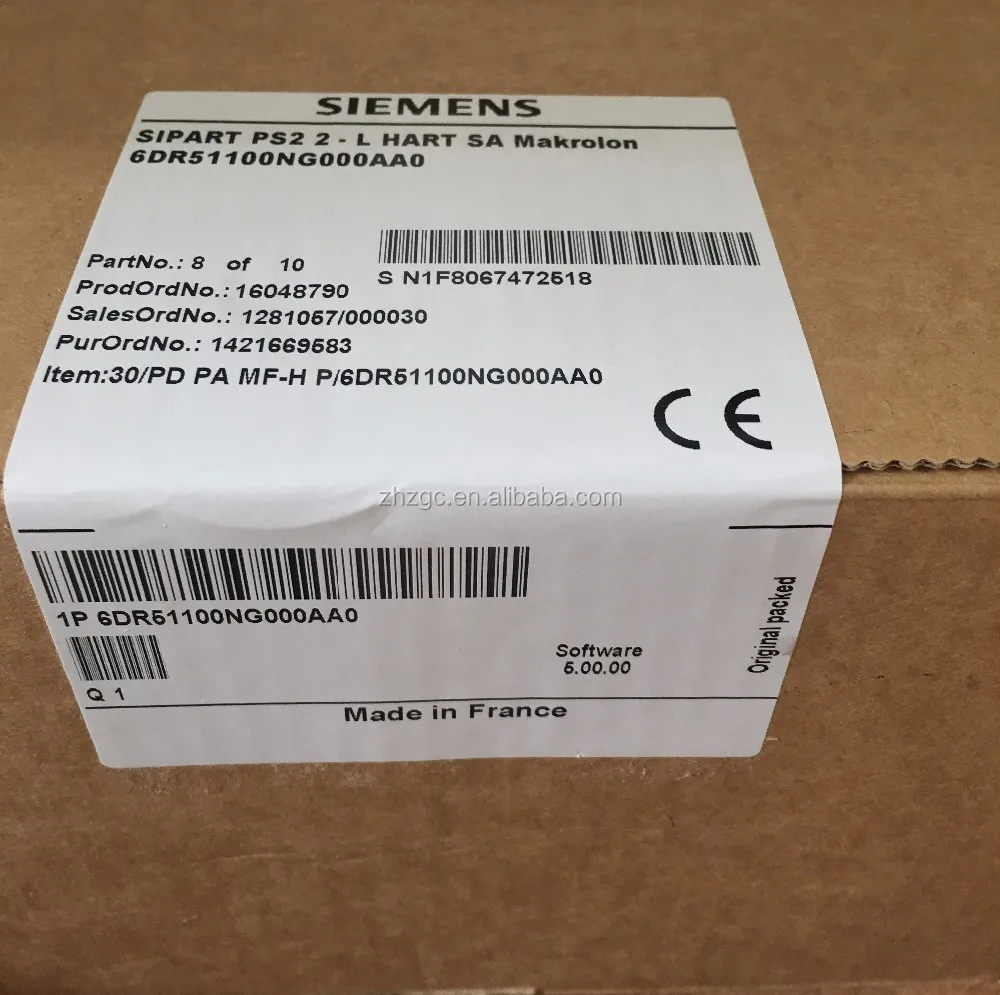 SIEMENS
SIPART PS2 2 - L HART SA Makrolon
6DR51100NG000AA0
PartNo.: 8 of 10
S N1F8067472518
ProdOrdNo.: 16048790
SalesOrdNo.: 1281057/000030
PurOrdNo.: 1421669583
Item:30/PD PA MF-H P/6DR51100NG000AA0
CE
zhzgc.en.alibaba.com
1P 6DR51100NG000AA0
Software
5.00.00
Original packed
Q 1
Made in France